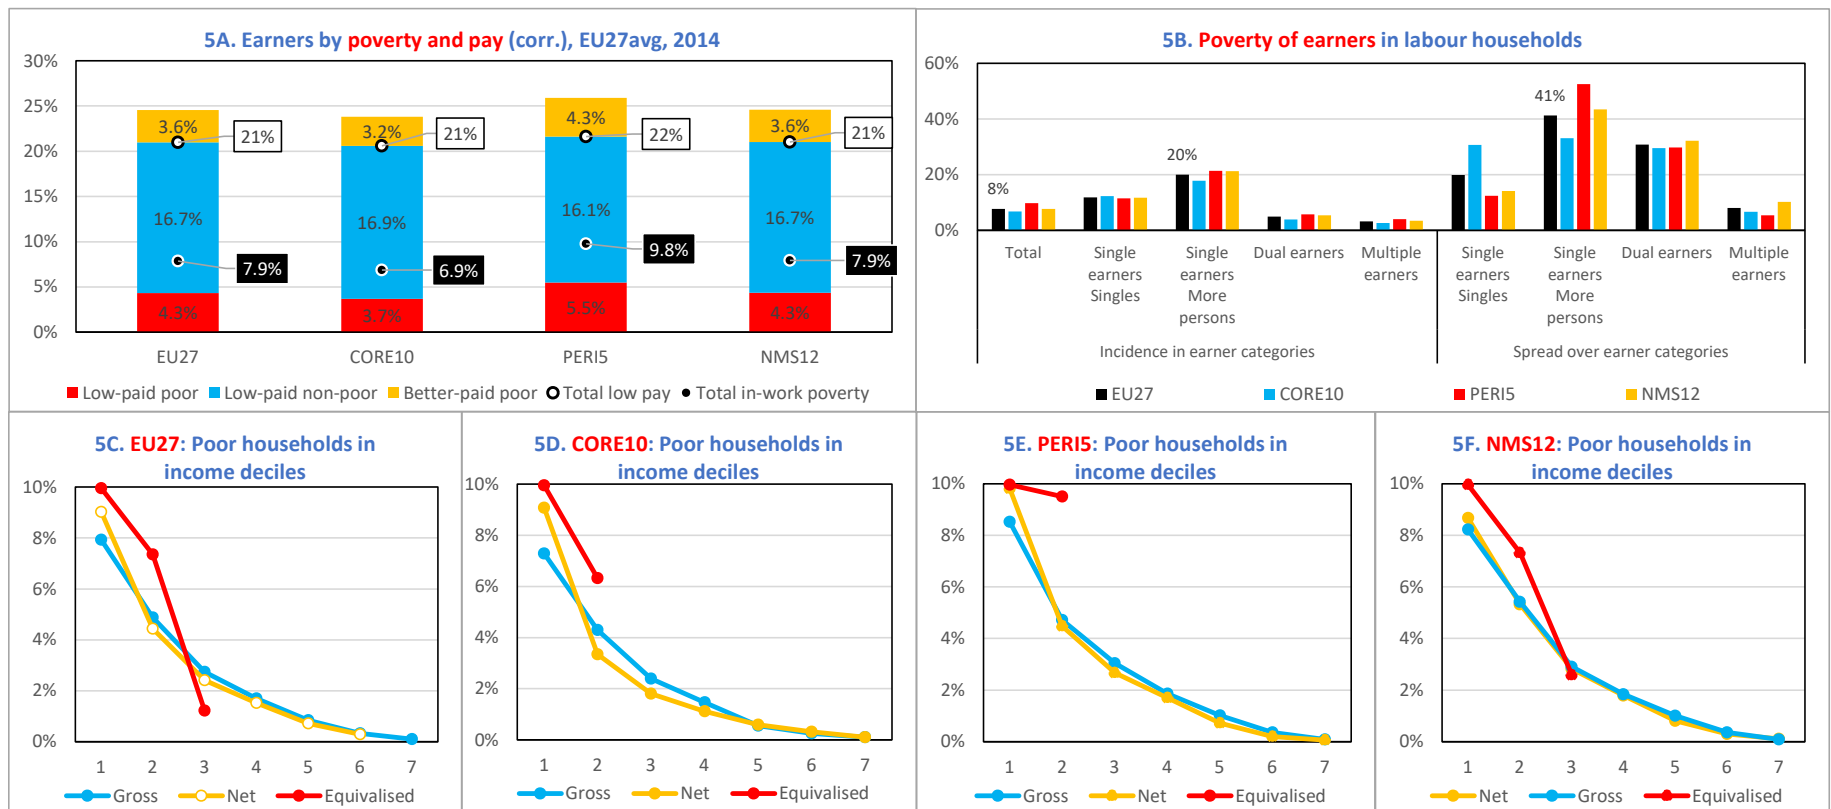 5A. Earners by poverty and pay (corr.), EU27avg, 2014
30%
25%
20%
15%
10%
5%
0%
3.6%
21%
16.7%
7.9%
4.3%
3.2%
21%
16.9%
6.9%
3.7%
4.3%
22%
16.1%
9.8%
5.5%
3.6%
21%
16.7%
7.9%
4.3%
EU27 CORE10 PERI5 NMS12
Low-paid poor Low-paid non-poor Better-paid poor Total low pay Total in-work poverty
5B. Poverty of earners in labour households
60%
40%
20%
0%
8%
20%
41%
Total
Single
earners
Singles
Single
earners
More
persons
Dual earners
Multiple
earners
Single
earners
Singles
Single
earners
More
persons
Dual earners
Multiple
earners
Incidence in earner categories
Spread over earner categories
EU27 CORE10 PERI5 NMS12
5C. EU27: Poor households in
income deciles
10%
8%
6%
4%
2%
0%
1 2 3 4 5 6 7
Gross Net Equivalised
5D. CORE10: Poor households in
income deciles
10%
8%
6%
4%
2%
0%
1 2 3 4 5 6 7
Gross Net Equivalised
5E. PERI5: Poor households in
income deciles
10%
8%
6%
4%
2%
0%
1 2 3 4 5 6 7
Gross Net Equivalised
5F. NMS12: Poor households in
income deciles
10%
8%
6%
4%
2%
0%
1 2 3 4 5 6 7
Net Gross Equivalised